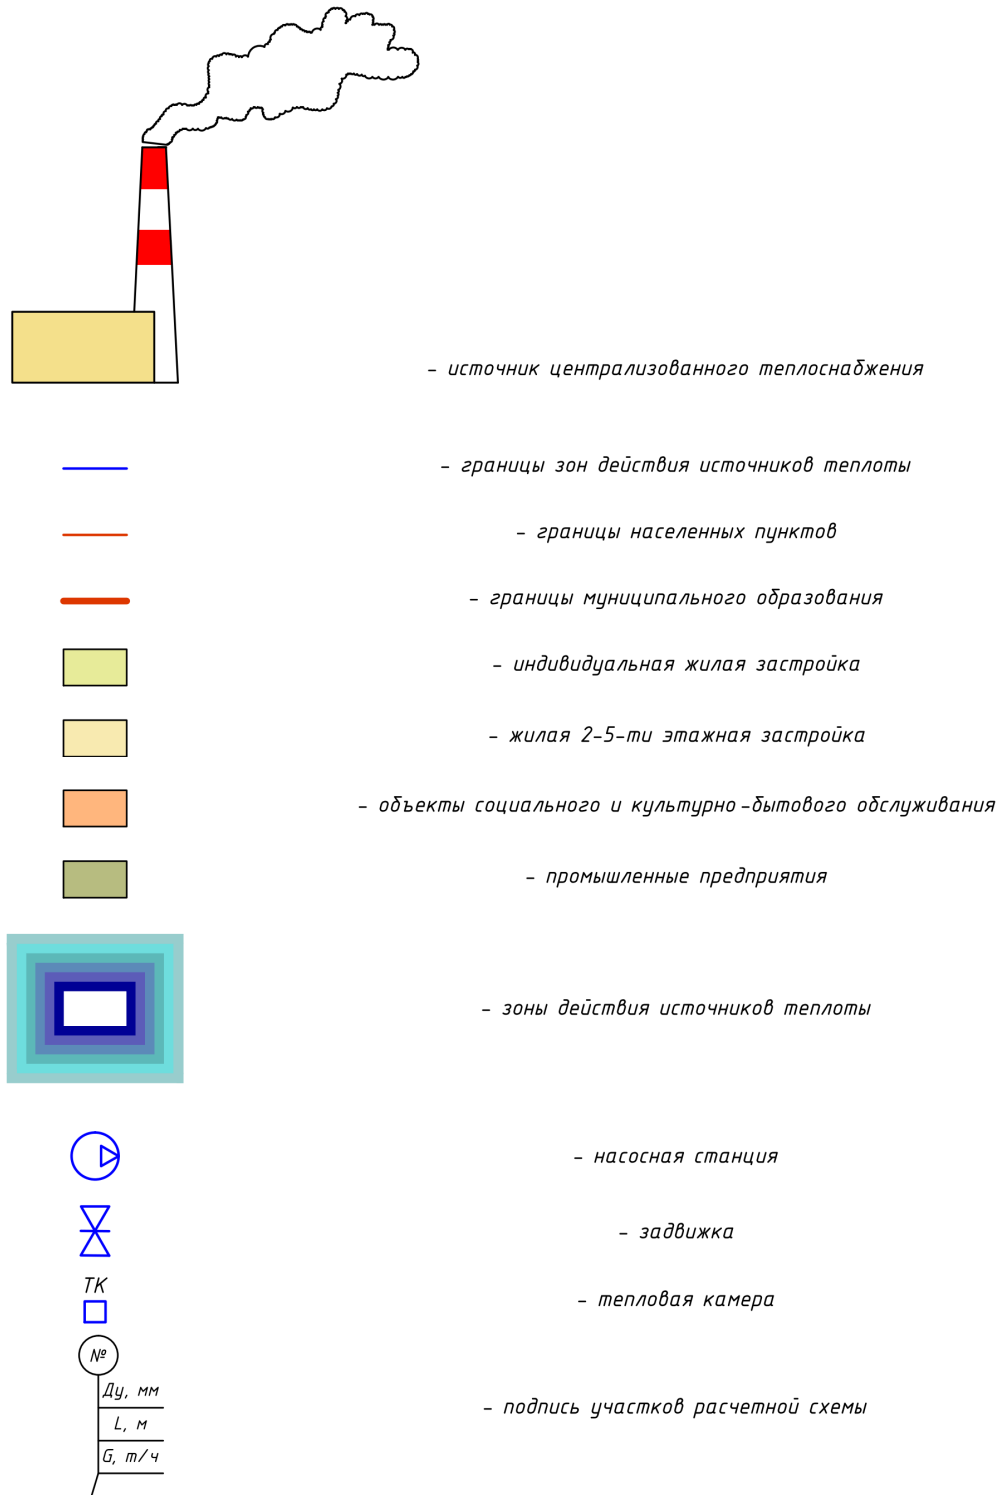 - источник централизованного теплоснабжения
- границы зон действия источников теплоты
- границы населенных пунктов
- границы муниципального образования
- индивидуальная жилая застройка
- жилая 2-5-ти этажная застройка
- объекты социального и культурно-бытового обслуживания
- промышленные предприятия
- зоны действия источников теплоты
- насосная станция
- задвижка
ТК
- тепловая камера
№
Ду, мм
L, м
G, т/ч
- подпись участков расчетной схемы